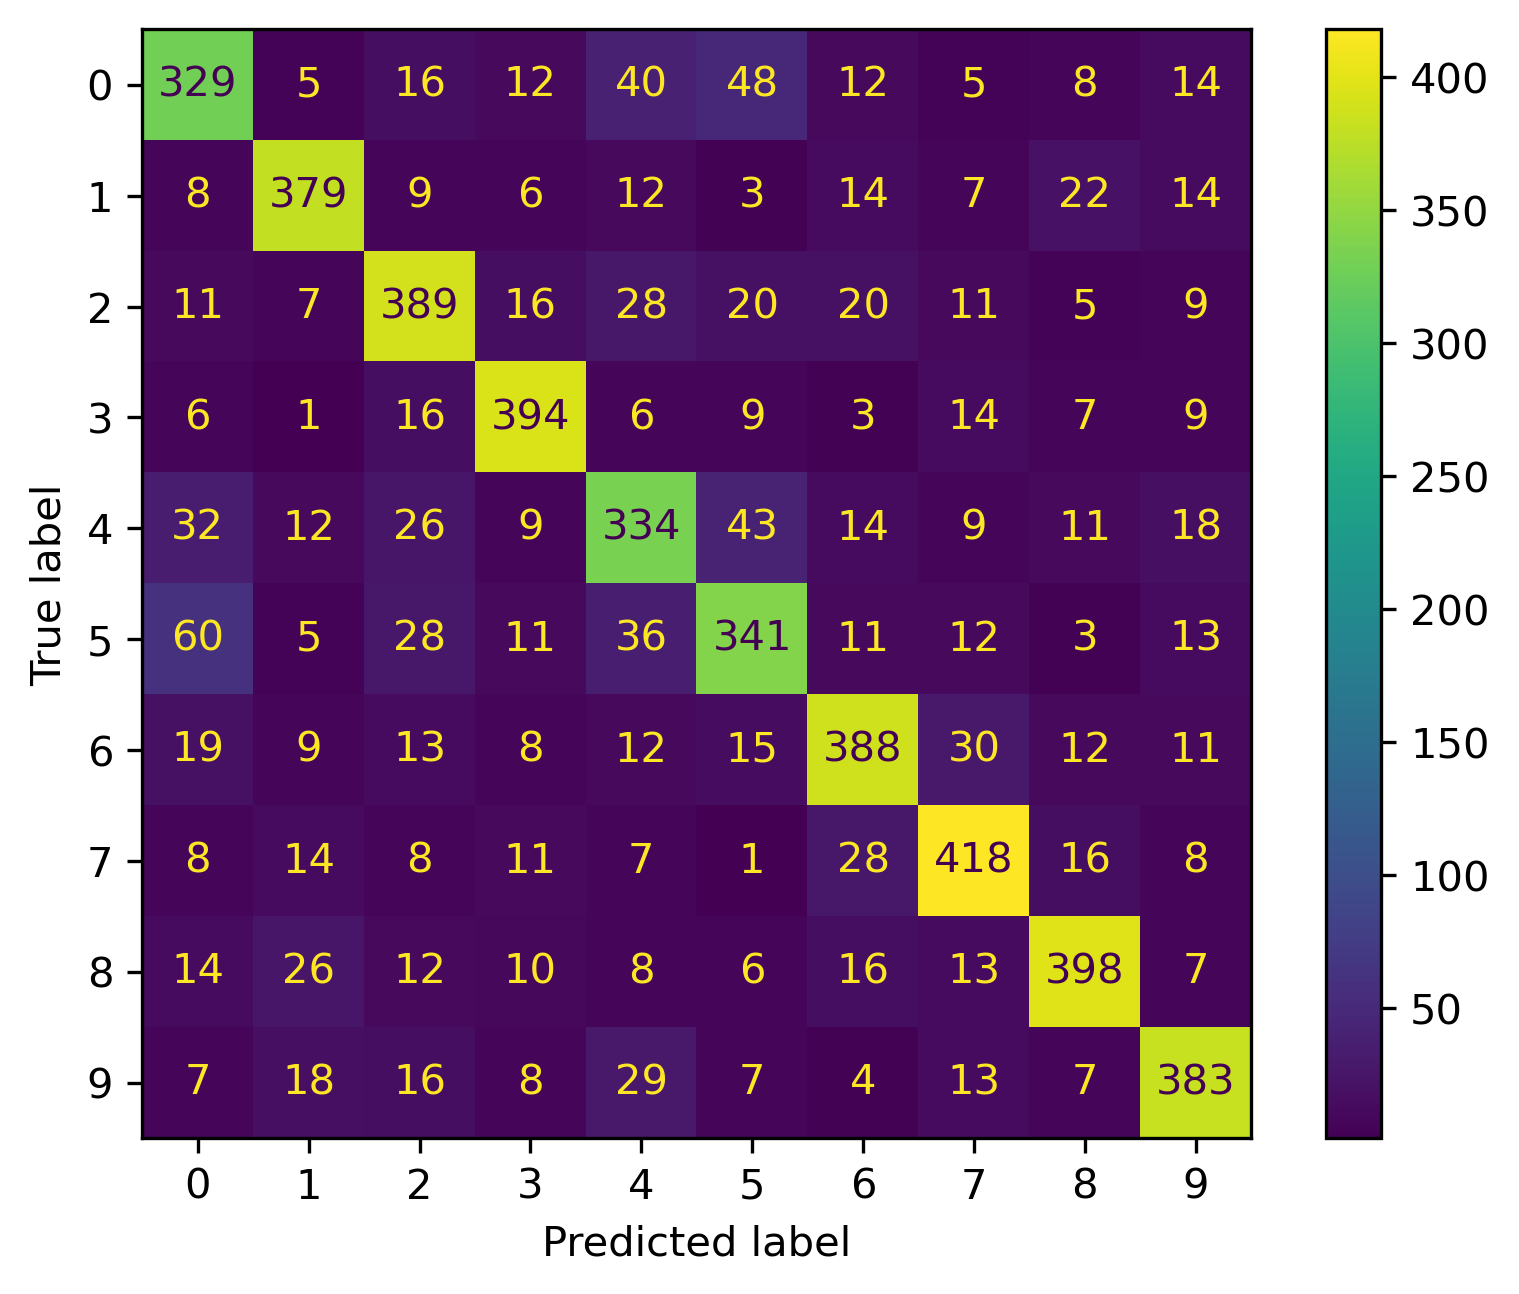 0 329 5 16 12 40 48 12 5 8 14
1 8 379 9 6 12 3 14 7 22 14
2 11 7 389 16 28 20 20 11 5 9
3 6 1 16 394 6 9 3 14 7 9
4 32 12 26 9 334 43 14 9 11 18
5 60 5 28 11 36 341 11 12 3 13
6 19 9 13 8 12 15 388 30 12 11
7 8 14 8 11 7 1 28 418 16 8
8 14 26 12 10 8 6 16 13 398 7
9 7 18 16 8 29 7 4 13 7 383
0 1 2 3 4 5 6 7 8 9
Predicted label
True label
400
350
300
250
200
150
100
50